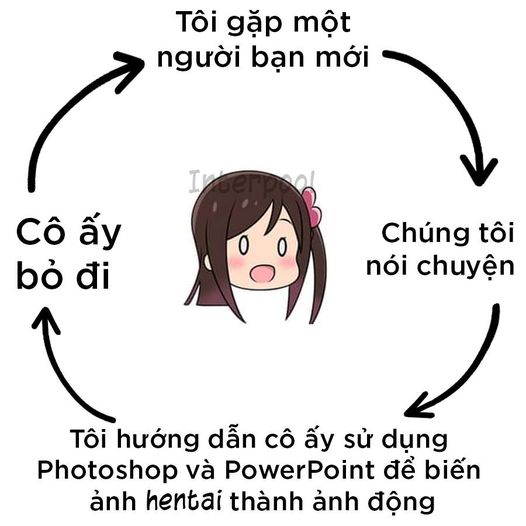 Tôi gặp một
người bạn mới
Chúng tôi
nói chuyện
Tôi hướng dẫn cô ấy sử dụng
Photoshop và PowerPoint để biến
ảnh hentai thành ảnh động
Cô ấy
bỏ đi
Interpool